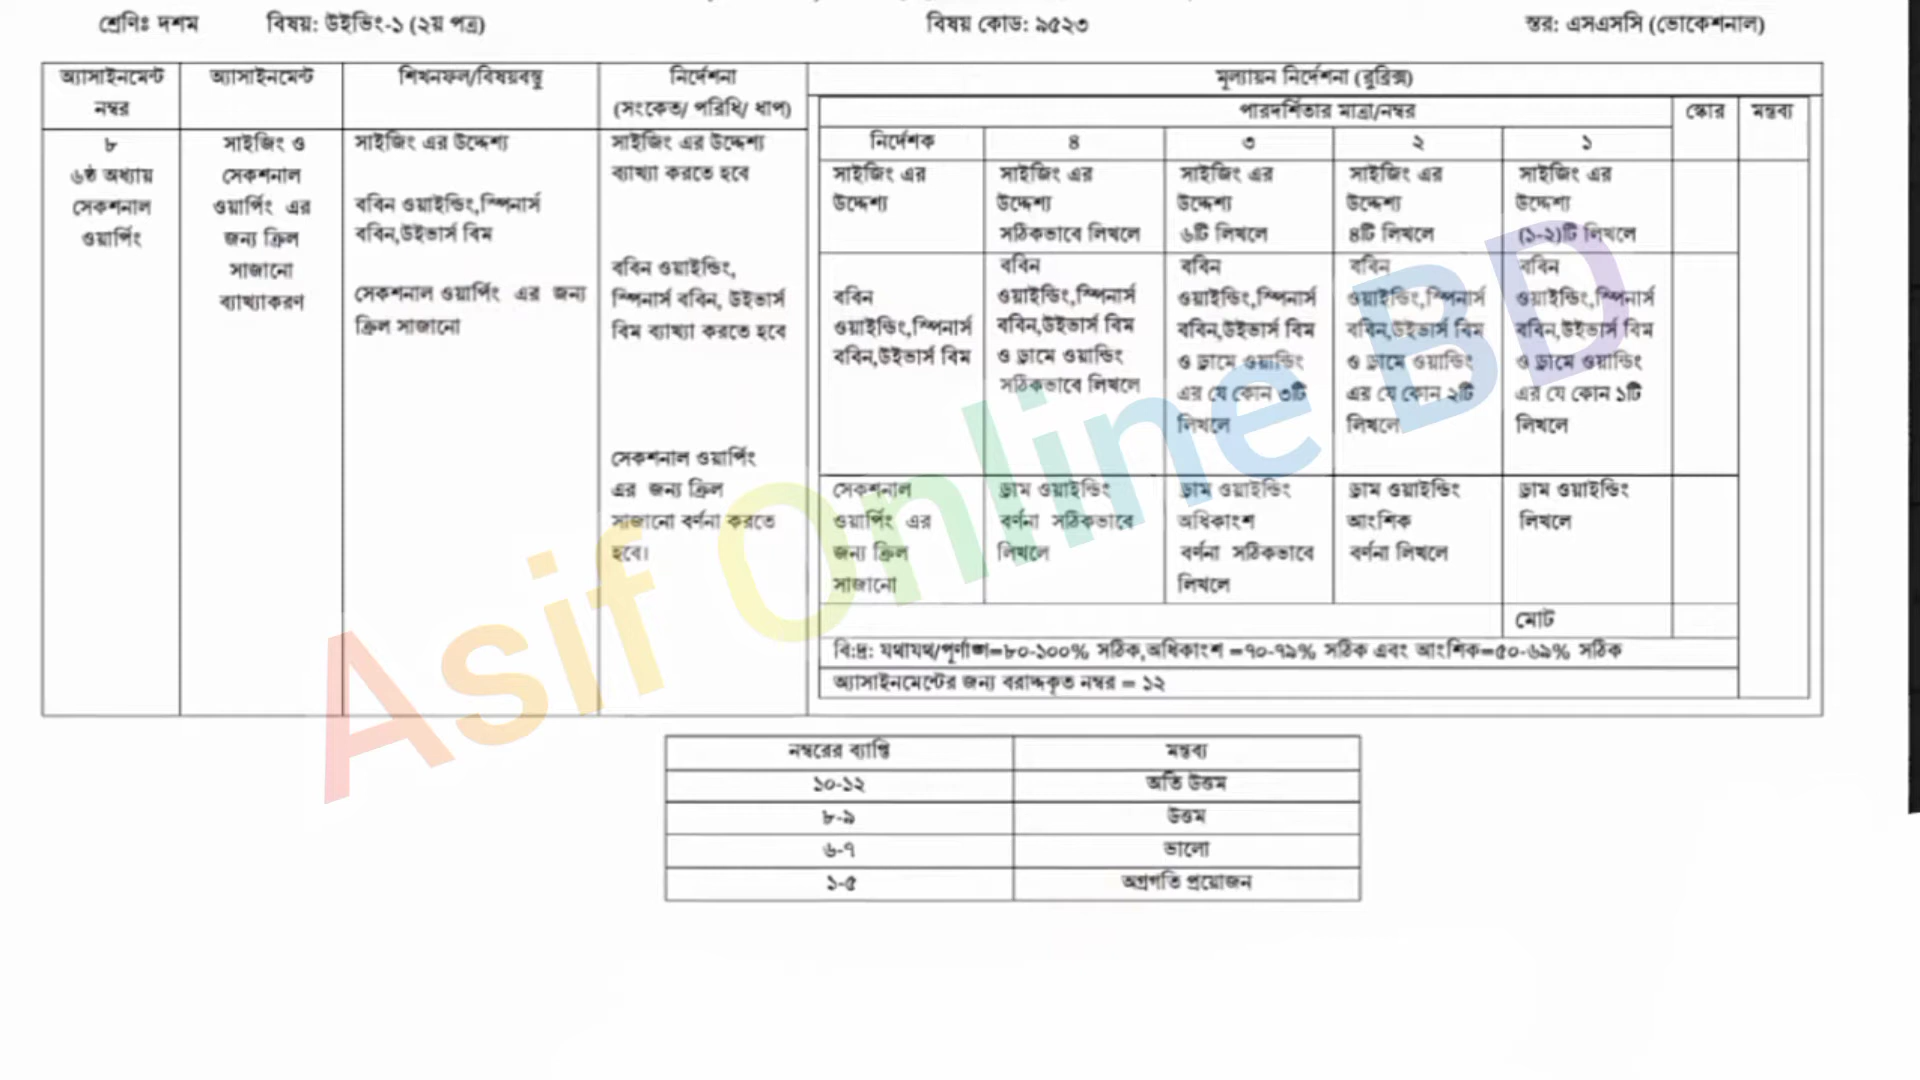 শ্রেণিঃ দশম বিষয়: উইভিং-১ (২য় পত্র) বিষয় কোড: ৯৫২৩ স্তর: এসএসসি (ভোকেশনাল)
অ্যাসাইনমেন্ট নম্বর
অ্যাসাইনমেন্ট
শিখনফল/বিষয়বস্তু
নির্দেশনা
(সংকেত/ পরিধি/ ধাপ)
মূল্যায়ন নির্দেশনা (রুব্রিক্স)
পারদর্শিতার মাত্রা/নম্বর
স্কোর
মন্তব্য
নির্দেশক ৪ ৩ ২ ১
৮
৬ষ্ঠ অধ্যায়
সেকশনাল
ওয়ার্পিং
সাইজিং ও
সেকশনাল
ওয়ার্পিং এর
জন্য ক্রিল
সাজানো
ব্যাখ্যাকরণ
সাইজিং এর উদ্দেশ্য
ববিন ওয়াইন্ডিং,স্পিনার্স
ববিন,উইভার্স বিম
সেকশনাল ওয়ার্পিং এর জন্য
ক্রিল সাজানো
সাইজিং এর উদ্দেশ্য
ব্যাখ্যা করতে হবে
ববিন ওয়াইন্ডিং,
স্পিনার্স ববিন, উইভার্স
বিম ব্যাখ্যা করতে হবে
সেকশনাল ওয়ার্পিং
এর জন্য ক্রিল
সাজানো বর্ণনা করতে
হবে।
সাইজিং এর
উদ্দেশ্য
সাইজিং এর
উদ্দেশ্য
সঠিকভাবে লিখলে
সাইজিং এর
উদ্দেশ্য
৬টি লিখলে
সাইজিং এর
উদ্দেশ্য
৪টি লিখলে
সাইজিং এর
উদ্দেশ্য
(১-২)টি লিখলে
ববিন
ওয়াইন্ডিং,স্পিনার্স
ববিন,উইভার্স বিম
ববিন
ওয়াইন্ডিং,স্পিনার্স
ববিন,উইভার্স বিম
ও ড্রামে ওয়ান্ডিং
সঠিকভাবে লিখলে
ববিন
ওয়াইন্ডিং,স্পিনার্স
ববিন,উইভার্স বিম
ও ড্রামে ওয়ান্ডিং
এর যে কোন ৩টি
লিখলে
ববিন
ওয়াইন্ডিং,স্পিনার্স
ববিন,উইভার্স বিম
ও ড্রামে ওয়ান্ডিং
এর যে কোন ২টি
লিখলে
ববিন
ওয়াইন্ডিং,স্পিনার্স
ববিন,উইভার্স বিম
ও ড্রামে ওয়ান্ডিং
এর যে কোন ১টি
লিখলে
সেকশনাল
ওয়ার্পিং এর
জন্য ক্রিল
সাজানো
ড্রাম ওয়াইন্ডিং
বর্ণনা সঠিকভাবে
লিখলে
ড্রাম ওয়াইন্ডিং
অধিকাংশ
বর্ণনা সঠিকভাবে
লিখলে
ড্রাম ওয়াইন্ডিং
আংশিক
বর্ণনা লিখলে
ড্রাম ওয়াইন্ডিং
লিখলে
মোট
বি:দ্র: যথাযথ/পূর্ণাঙ্গ=৮০-১০০% সঠিক,অধিকাংশ =৭০-৭৯% সঠিক এবং আংশিক=৫০-৬৯% সঠিক
অ্যাসাইনমেন্টের জন্য বরাদ্দকৃত নম্বর = ১২
Asif Online BD
নম্বরের ব্যাপ্তি মন্তব্য
১০-১২ অতি উত্তম
৮-৯ উত্তম
৬-৭ ভালো
১-৫ অগ্রগতি প্রয়োজন